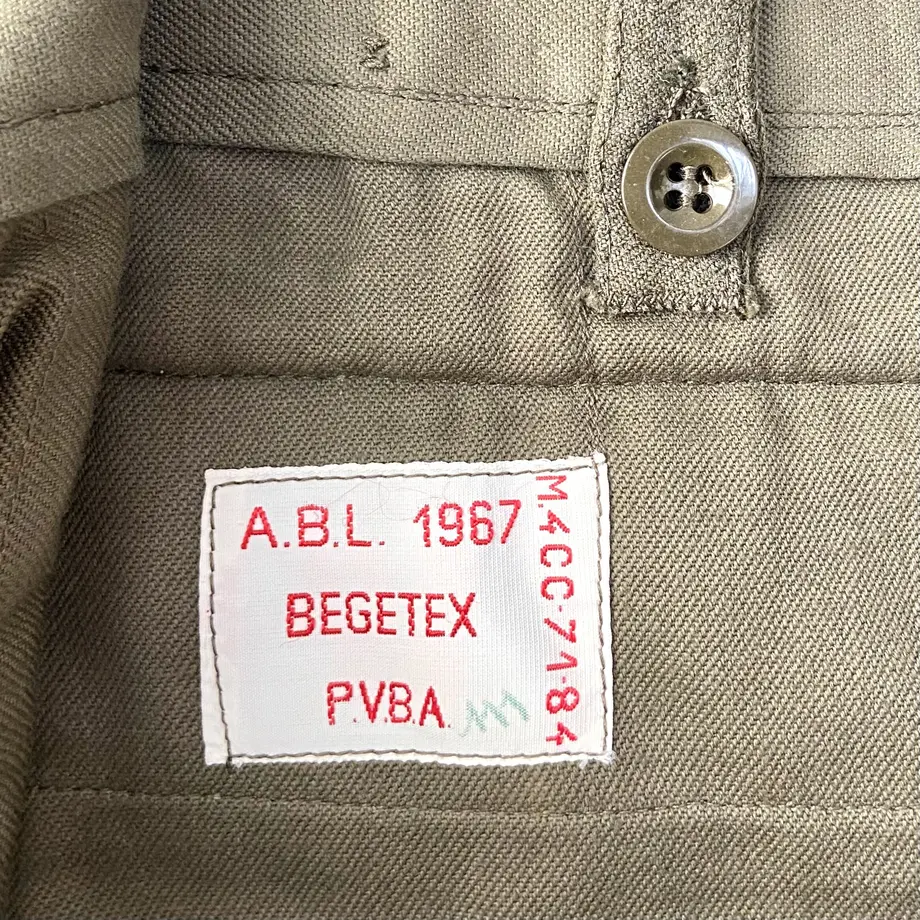 A.B.L. 1967
BEGETEX
P.V.B.A.
M.4CC-71-84